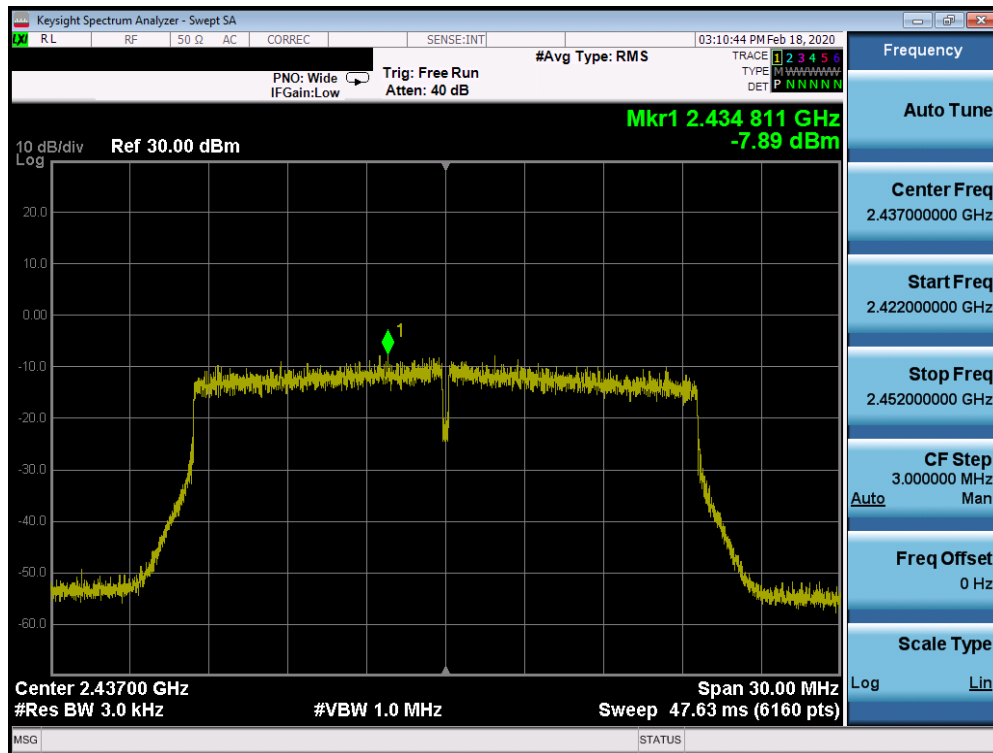 Keysight Spectrum Analyzer - Swept SA
LXI RL RF 50 Ω AC CORREC SENSE:INT 03:10:44 PM Feb 18, 2020
Frequency
PNO: Wide
IFGain:Low
Trig: Free Run
Atten: 40 dB
#Avg Type: RMS
TRACE 1 2 3 4 5 6
TYPE M WWWWW
DET P N N N N N
Auto Tune
Mkr1 2.434 811 GHz
-7.89 dBm
10 dB/div Ref 30.00 dBm
Log
20.0
10.0
0.00
-10.0
-20.0
-30.0
-40.0
-50.0
-60.0
1
Center Freq
2.437000000 GHz
Start Freq
2.422000000 GHz
Stop Freq
2.452000000 GHz
CF Step
3.000000 MHz
Auto Man
Freq Offset
0 Hz
Scale Type
Log Lin
Center 2.43700 GHz Span 30.00 MHz
#Res BW 3.0 kHz #VBW 1.0 MHz Sweep 47.63 ms (6160 pts)
MSG STATUS